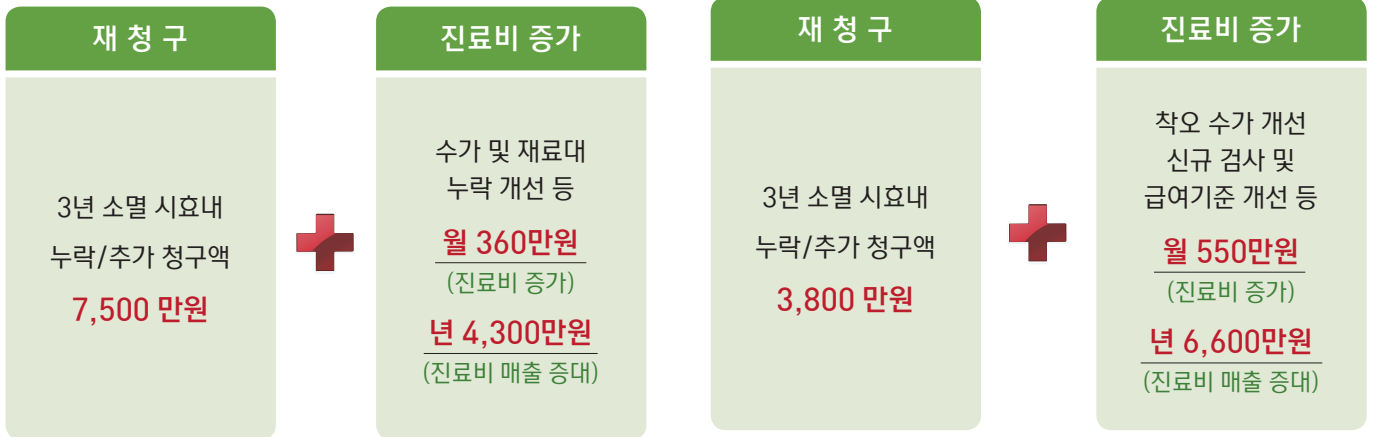 재 청 구
3년 소멸 시효내
누락/추가 청구액
7,500 만원
진료비 증가
수가 및 재료대
누락 개선 등
월 360만원
(진료비 증가)
년 4,300만원
(진료비 매출 증대)
재 청 구
3년 소멸 시효내
누락/추가 청구액
3,800 만원
진료비 증가
착오 수가 개선
신규 검사 및
급여기준 개선 등
월 550만원
(진료비 증가)
년 6,600만원
(진료비 매출 증대)